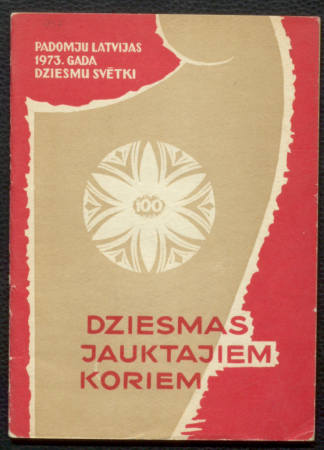 PADOMJU LATVIJAS
1973. GADA
DZIESMU SVĒTKI
100
DZIESMAS
JAUKTAJIEM
KORIEM